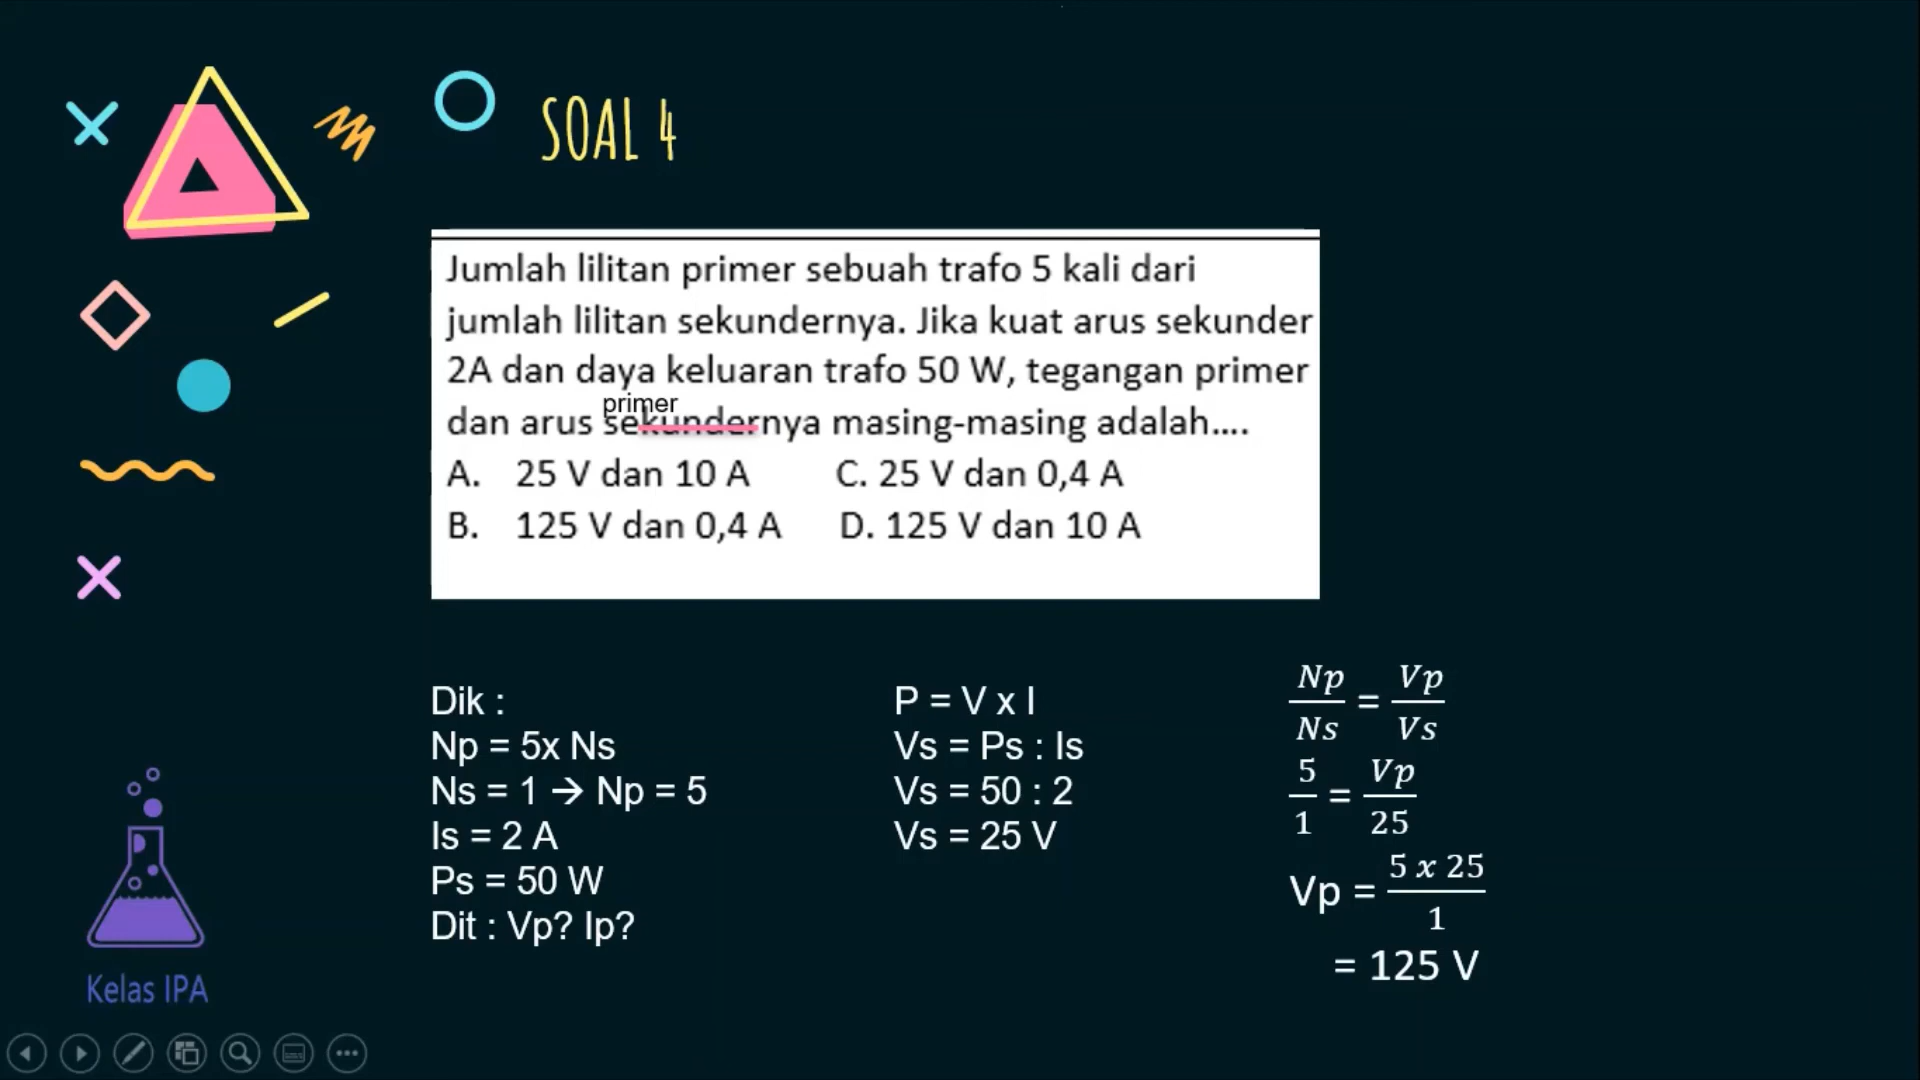 SOAL 4
Jumlah lilitan primer sebuah trafo 5 kali dari
jumlah lilitan sekundernya. Jika kuat arus sekunder
2A dan daya keluaran trafo 50 W, tegangan primer
primer
dan arus sekundernya masing-masing adalah....
A. 25 V dan 10 A C. 25 V dan 0,4 A
B. 125 V dan 0,4 A D. 125 V dan 10 A
Dik :
Np = 5x Ns
Ns = 1 → Np = 5
Is = 2 A
Ps = 50 W
Dit : Vp? Ip?
P = V x I
Vs = Ps : Is
Vs = 50 : 2
Vs = 25 V
Np/Ns = Vp/Vs
5/1 = Vp/25
Vp = 5 x 25/1
= 125 V
Kelas IPA